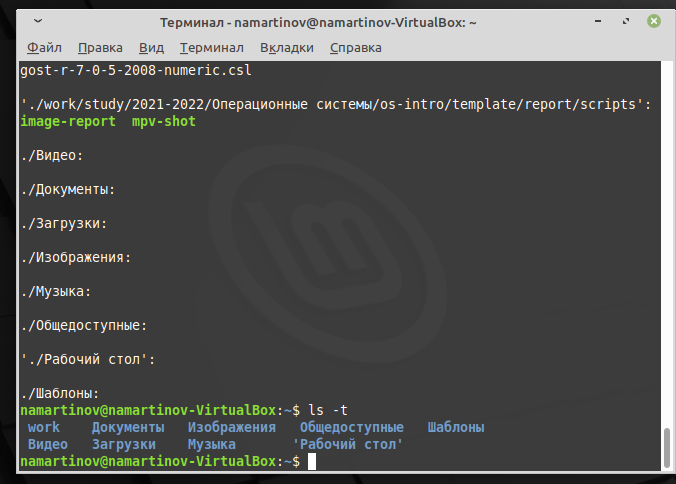 Терминал - namartinov@namartinov-VirtualBox: ~
Файл Правка Вид Терминал Вкладки Справка
gost-r-7-0-5-2008-numeric.csl
'./work/study/2021-2022/Операционные системы/os-intro/template/report/scripts':
image-report mpv-shot
./Видео:
./Документы:
./Загрузки:
./Изображения:
./Музыка:
./Общедоступные:
'./Рабочий стол':
./Шаблоны:
namartinov@namartinov-VirtualBox:~$ ls -t
work Документы Изображения Общедоступные Шаблоны
Видео Загрузки Музыка 'Рабочий стол'
namartinov@namartinov-VirtualBox:~$